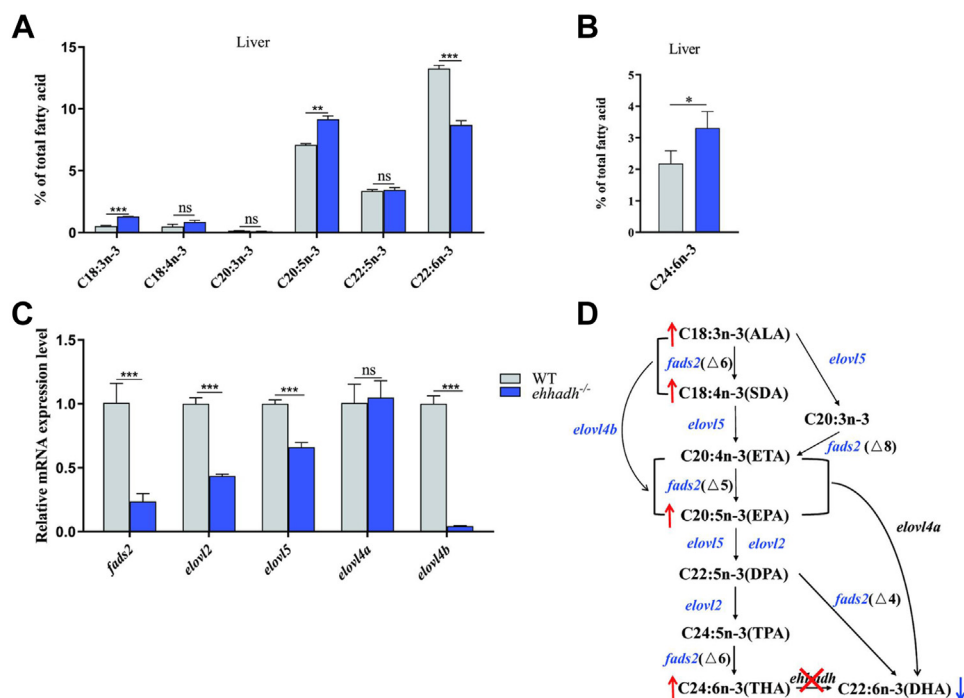 A
Liver
% of total fatty acid
15
10
5
0
***
ns
ns
**
ns
***
C18:3n-3
C18:4n-3
C20:3n-3
C20:5n-3
C22:5n-3
C22:6n-3
B
Liver
% of total fatty acid
5
4
3
2
1
0
*
C24:6n-3
C
Relative mRNA expression level
1.5
1.0
0.5
0.0
***
***
***
ns
***
fads2
elovl2
elovl5
elovl4a
elovl4b
WT
ehhadh-/-
D
C18:3n-3(ALA)
fads2(△6)
elovl5
C18:4n-3(SDA)
elovl4b
elovl5
C20:3n-3
fads2 (△8)
C20:4n-3(ETA)
fads2(△5)
C20:5n-3(EPA)
elovl4a
elovl5 elovl2
C22:5n-3(DPA)
elovl2
fads2(△4)
C24:5n-3(TPA)
fads2(△6)
ehhadh
C24:6n-3(THA)
C22:6n-3(DHA)